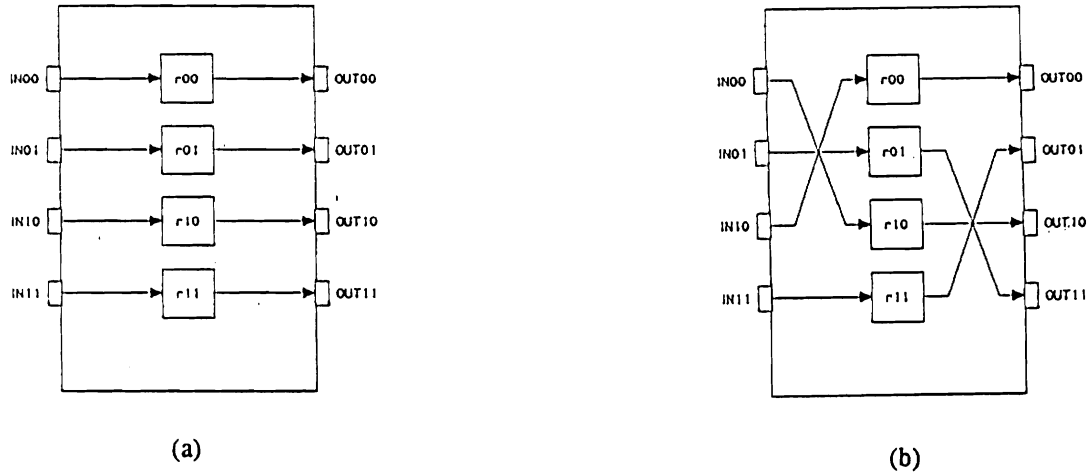 IN00 r00 OUT00
IN01 r01 OUT01
IN10 r10 OUT10
IN11 r11 OUT11
(a)
IN00 r00 OUT00
IN01 r01 OUT01
IN10 r10 OUT10
IN11 r11 OUT11
(b)